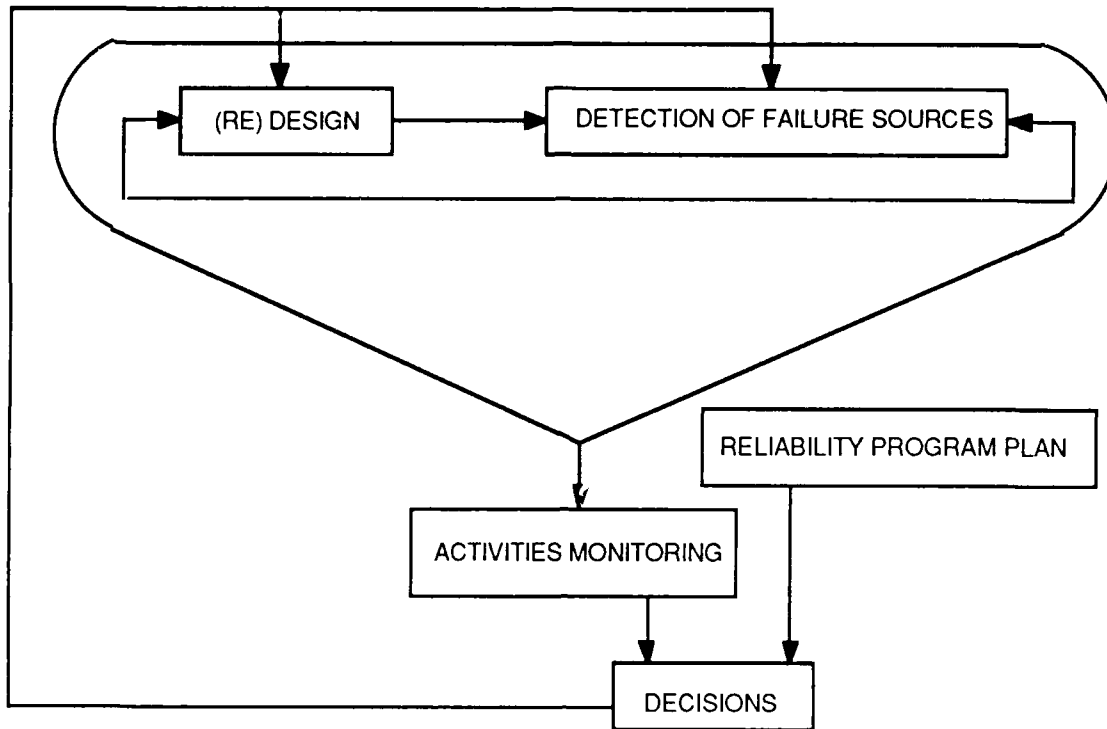 (RE) DESIGN
DETECTION OF FAILURE SOURCES
RELIABILITY PROGRAM PLAN
ACTIVITIES MONITORING
DECISIONS